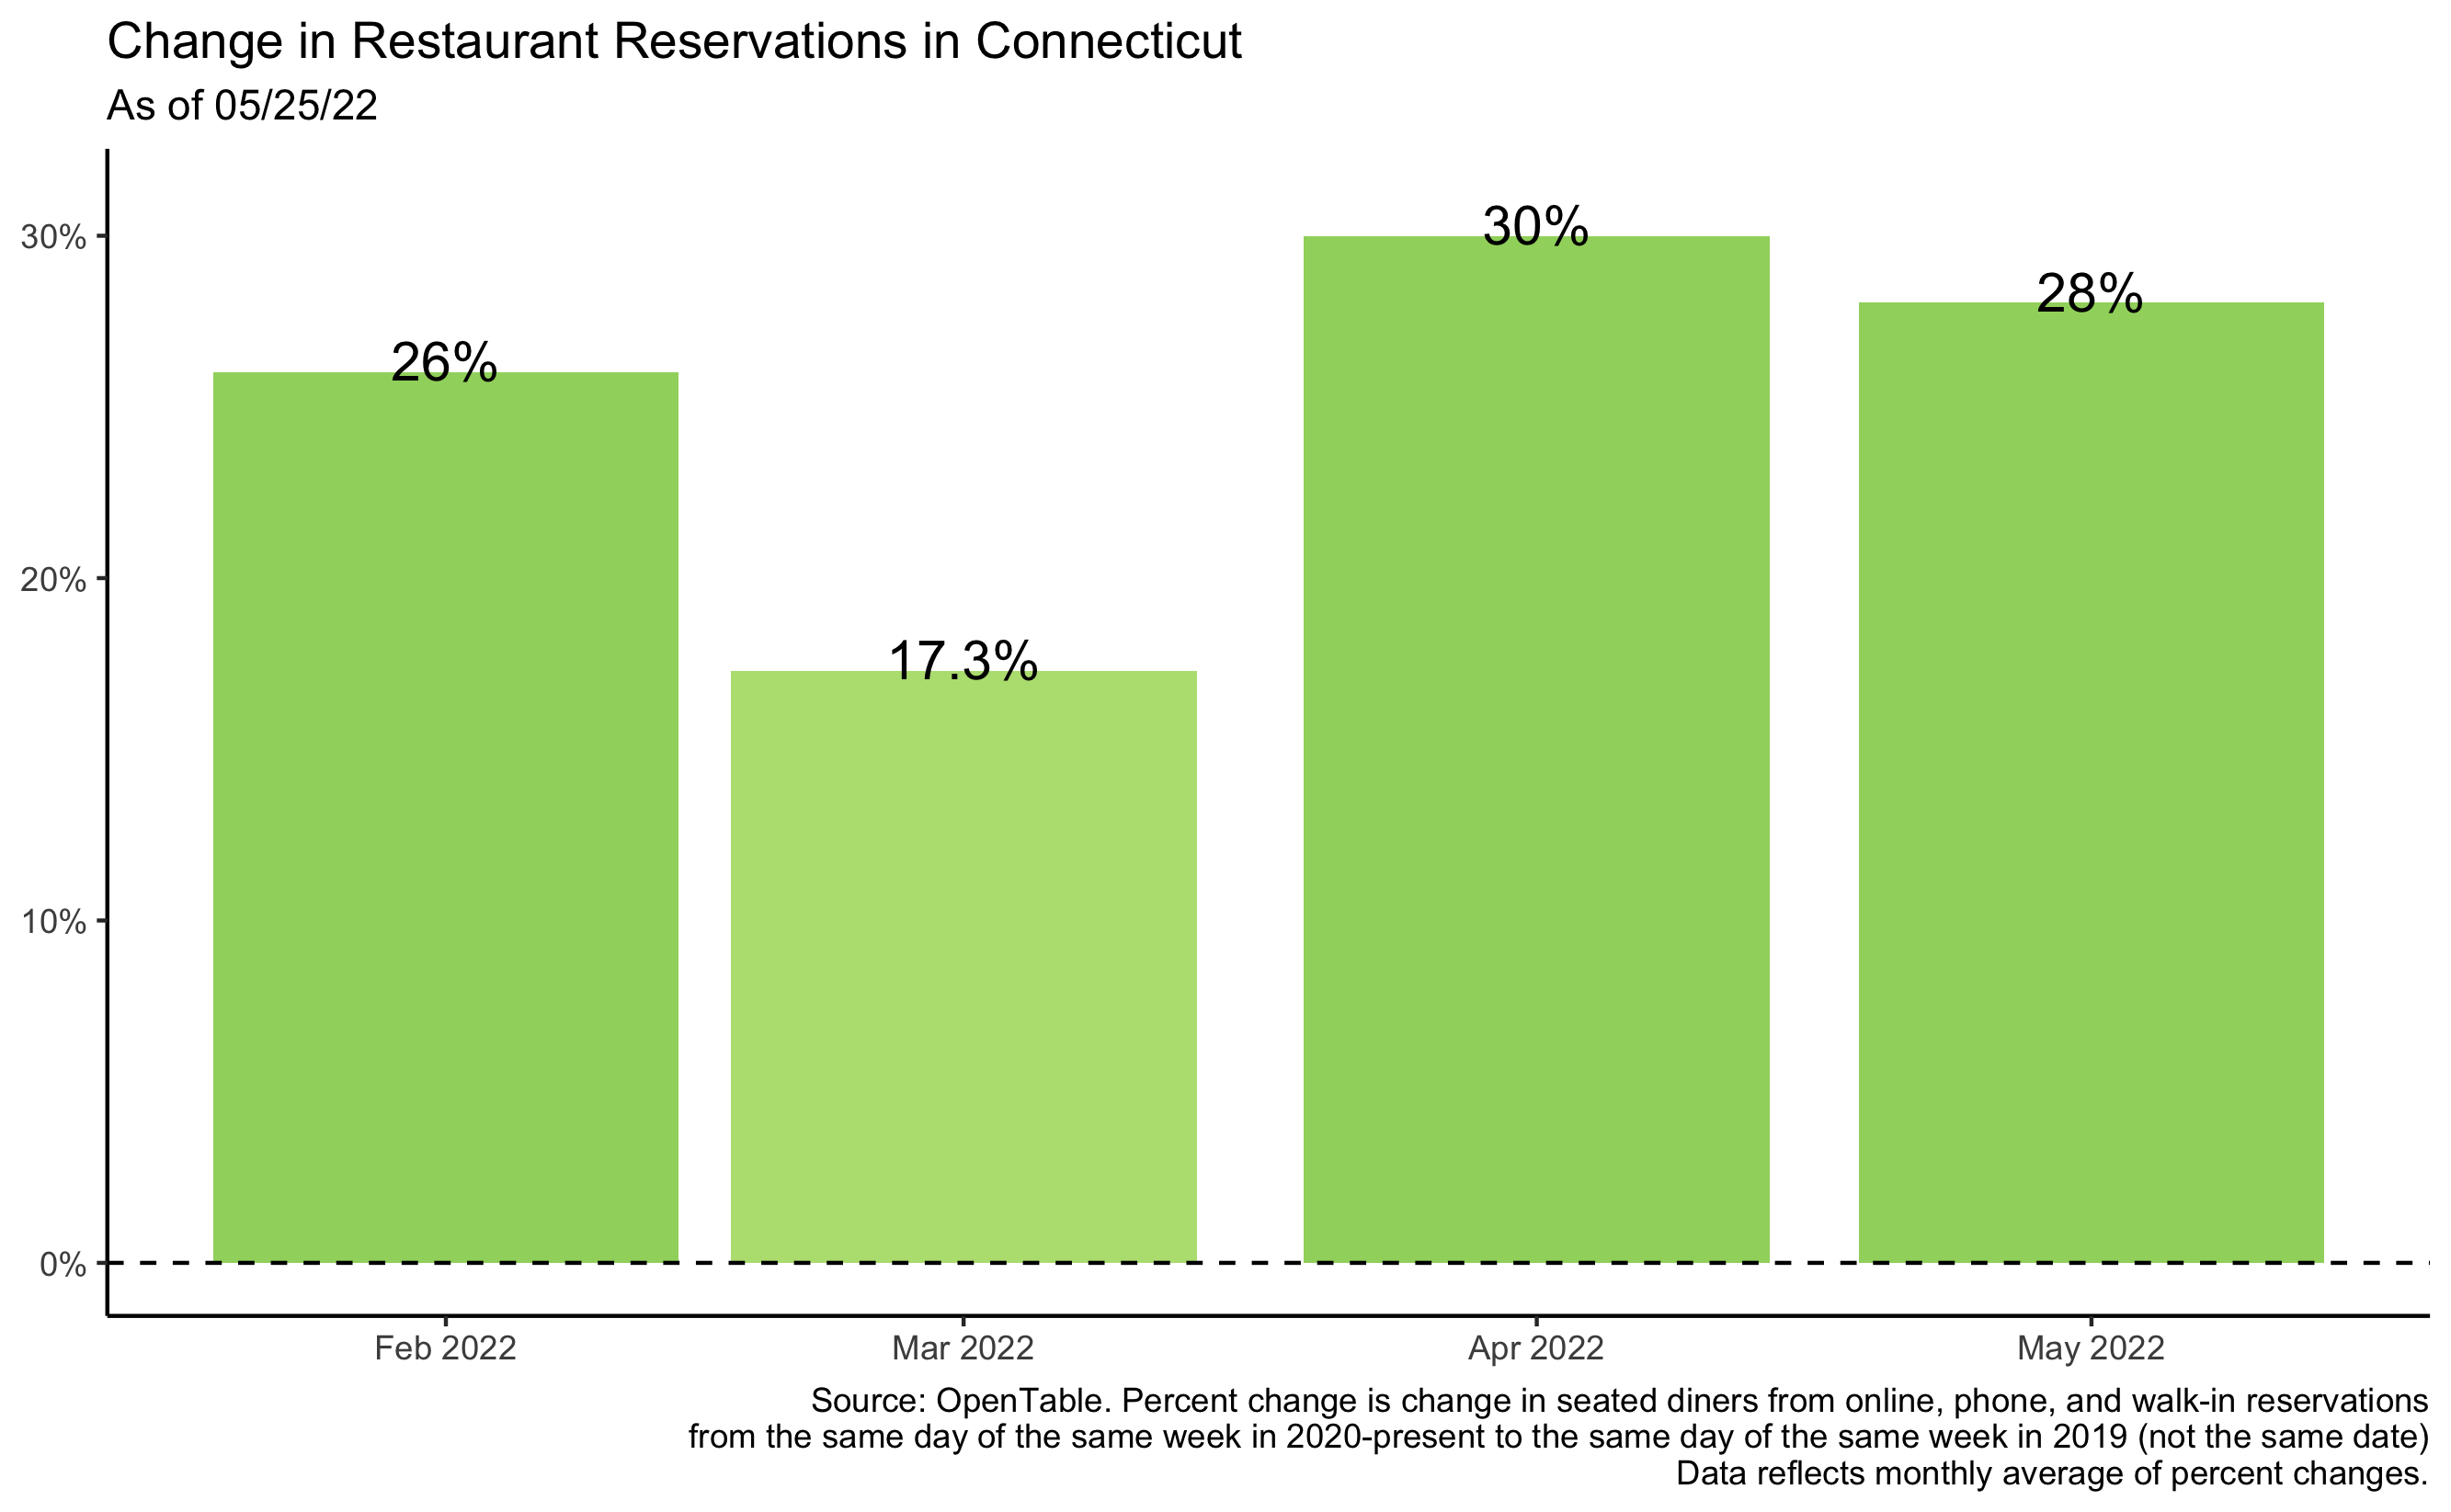 Change in Restaurant Reservations in Connecticut
As of 05/25/22
30%
20%
10%
0%
26%
17.3%
30%
28%
Feb 2022
Mar 2022
Apr 2022
May 2022
Source: OpenTable. Percent change is change in seated diners from online, phone, and walk-in reservations
from the same day of the same week in 2020-present to the same day of the same week in 2019 (not the same date)
Data reflects monthly average of percent changes.